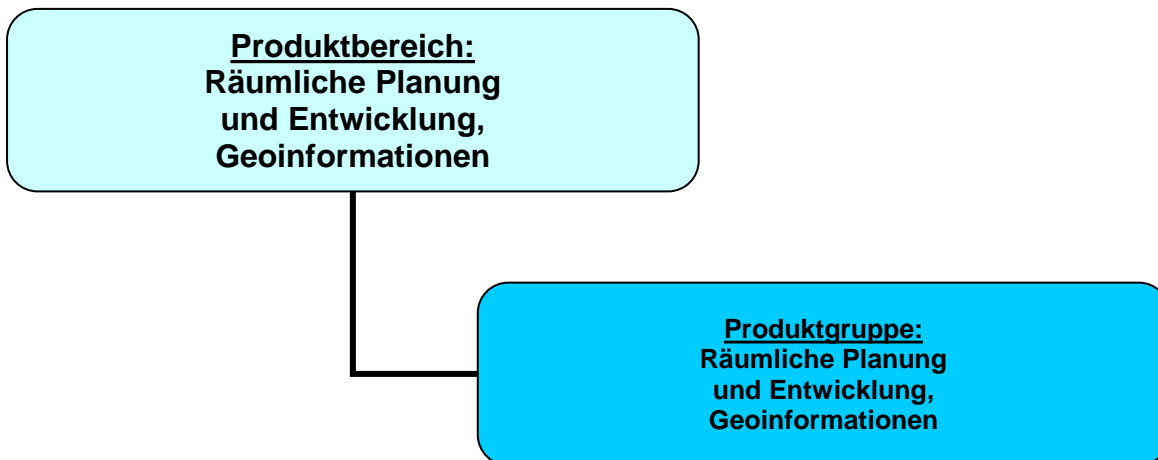 Produktbereich:
Räumliche Planung
und Entwicklung,
Geoinformationen
Produktgruppe:
Räumliche Planung
und Entwicklung,
Geoinformationen